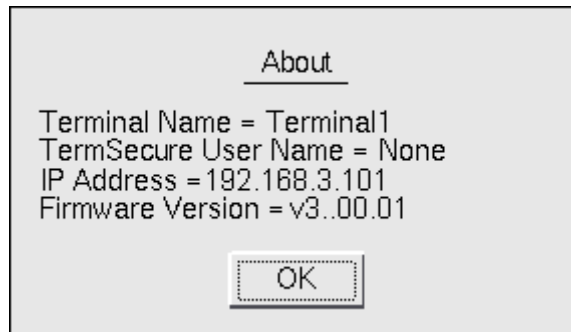 About
Terminal Name = Terminal1
TermSecure User Name = None
IP Address =192.168.3.101
Firmware Version = v3..00.01
OK